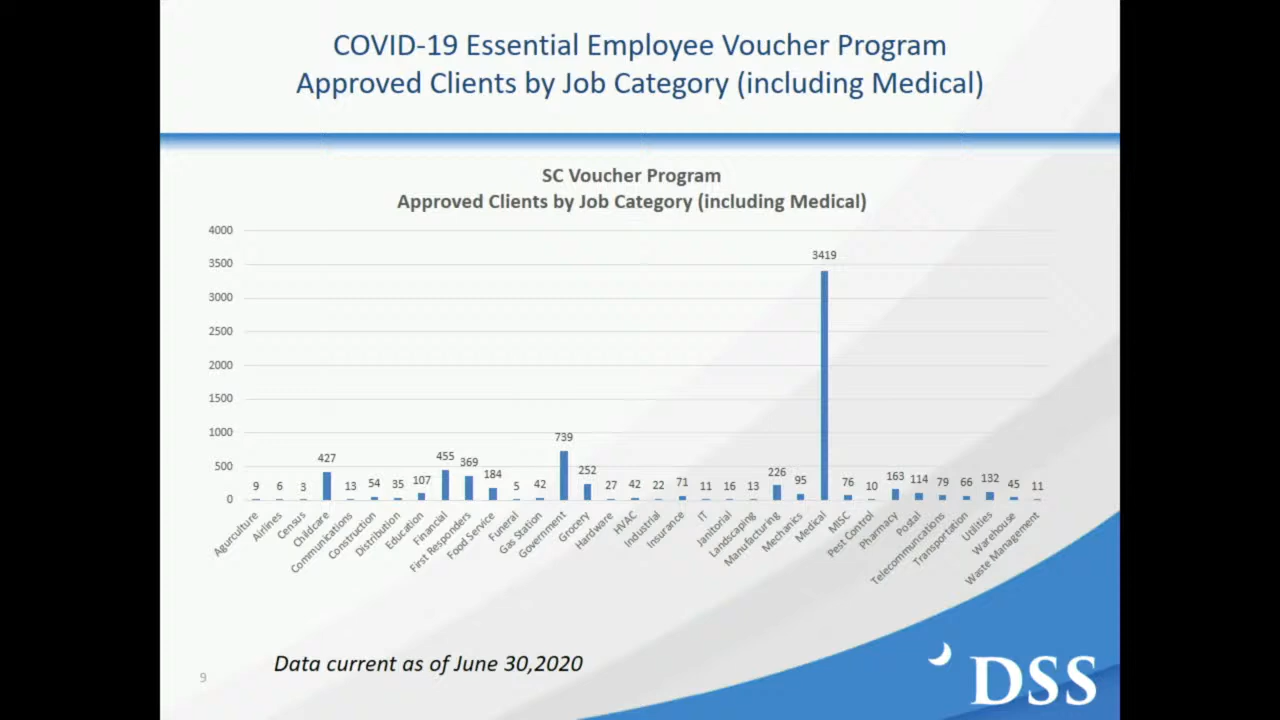 COVID-19 Essential Employee Voucher Program
Approved Clients by Job Category (including Medical)
SC Voucher Program
Approved Clients by Job Category (including Medical)
4000
3500
3000
2500
2000
1500
1000
500
0
9 6 3 427 13 54 35 107 455 369 184 5 42 739 252 27 42 22 71 11 16 13 226 95 3419 76 10 163 114 79 66 132 45 11
Agurculture Airlines Census Childcare Communications Construction Distribution Education Financial First Responders Food Service Funeral Gas Station Government Grocery Hardware HVAC Industrial Insurance IT Janitorial Landscaping Manufacturing Mechanics Medical MISC Pest Control Pharmacy Postal Telecommucations Transportation Utilities Warehouse Waste Management
Data current as of June 30,2020
9
DSS